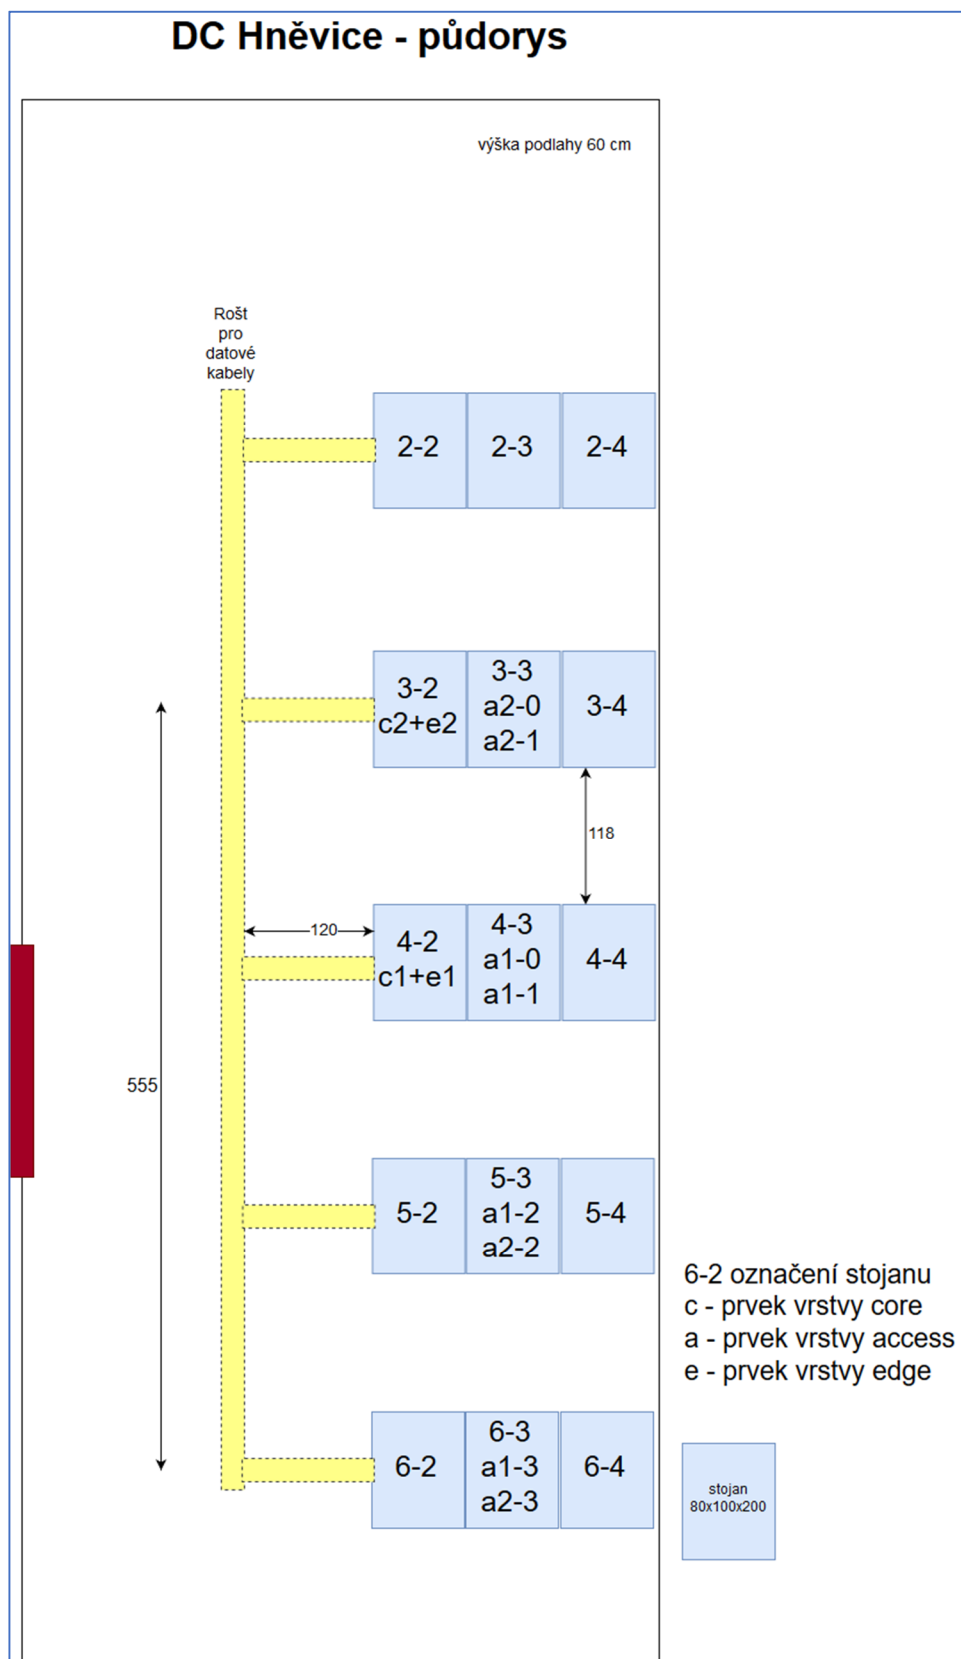 DC Hněvice - půdorys
výška podlahy 60 cm
Rošt
pro
datové
kabely
2-2
2-3
2-4
3-2
c2+e2
3-3
a2-0
a2-1
3-4
118
120
4-2
c1+e1
4-3
a1-0
a1-1
4-4
555
5-2
5-3
a1-2
a2-2
5-4
6-2 označení stojanu
c - prvek vrstvy core
a - prvek vrstvy access
e - prvek vrstvy edge
6-2
6-3
a1-3
a2-3
6-4
stojan
80x100x200